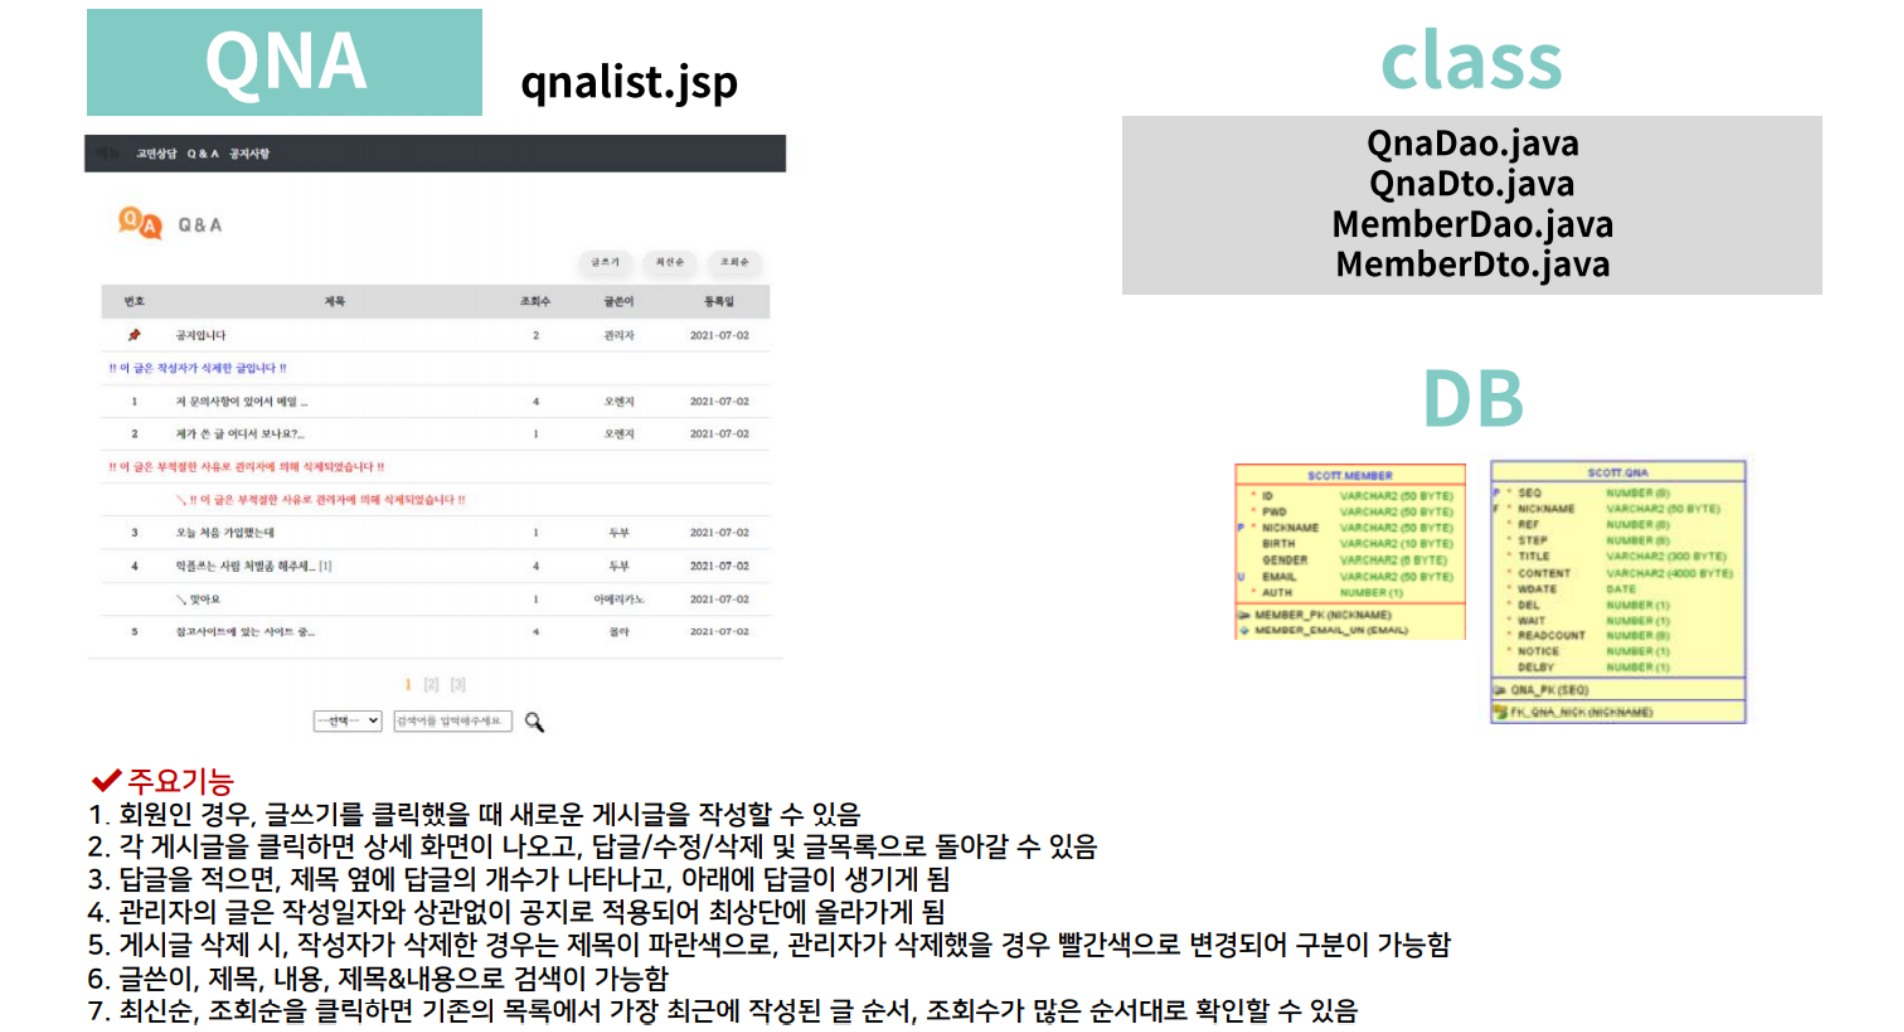 QNA
qnalist.jsp
메뉴 고민상담 Q & A 공지사항
Q A Q & A
글쓰기 최신순 조회순
번호 제목 조회수 글쓴이 등록일
공지입니다 2 관리자 2021-07-02
!! 이 글은 작성자가 삭제한 글입니다 !!
1 저 문의사항이 있어서 메일 ... 4 오렌지 2021-07-02
2 제가 쓴 글 어디서 보나요?... 1 오렌지 2021-07-02
!! 이 글은 부적절한 사유로 관리자에 의해 삭제되었습니다 !!
↘ !! 이 글은 부적절한 사유로 관리자에 의해 삭제되었습니다 !!
3 오늘 처음 가입했는데 1 두부 2021-07-02
4 악플쓰는 사람 처벌좀 해주세... [1] 4 두부 2021-07-02
↘ 맞아요 1 아메리카노 2021-07-02
5 참고사이트에 있는 사이트 중... 4 몰라 2021-07-02
1 [2] [3]
---선택--- 검색어를 입력해주세요
class
QnaDao.java
QnaDto.java
MemberDao.java
MemberDto.java
DB
SCOTT.MEMBER
* ID VARCHAR2 (50 BYTE)
* PWD VARCHAR2 (50 BYTE)
P * NICKNAME VARCHAR2 (50 BYTE)
BIRTH VARCHAR2 (10 BYTE)
GENDER VARCHAR2 (6 BYTE)
U EMAIL VARCHAR2 (50 BYTE)
* AUTH NUMBER (1)
MEMBER_PK (NICKNAME)
MEMBER_EMAIL_UN (EMAIL)
SCOTT.QNA
P * SEQ NUMBER (8)
F * NICKNAME VARCHAR2 (50 BYTE)
* REF NUMBER (8)
* STEP NUMBER (8)
* TITLE VARCHAR2 (300 BYTE)
* CONTENT VARCHAR2 (4000 BYTE)
* WDATE DATE
* DEL NUMBER (1)
* WAIT NUMBER (1)
* READCOUNT NUMBER (8)
* NOTICE NUMBER (1)
DELBY NUMBER (1)
QNA_PK (SEQ)
FK_QNA_NICK (NICKNAME)
✔ 주요기능
1. 회원인 경우, 글쓰기를 클릭했을 때 새로운 게시글을 작성할 수 있음
2. 각 게시글을 클릭하면 상세 화면이 나오고, 답글/수정/삭제 및 글목록으로 돌아갈 수 있음
3. 답글을 적으면, 제목 옆에 답글의 개수가 나타나고, 아래에 답글이 생기게 됨
4. 관리자의 글은 작성일자와 상관없이 공지로 적용되어 최상단에 올라가게 됨
5. 게시글 삭제 시, 작성자가 삭제한 경우는 제목이 파란색으로, 관리자가 삭제했을 경우 빨간색으로 변경되어 구분이 가능함
6. 글쓴이, 제목, 내용, 제목&내용으로 검색이 가능함
7. 최신순, 조회순을 클릭하면 기존의 목록에서 가장 최근에 작성된 글 순서, 조회수가 많은 순서대로 확인할 수 있음